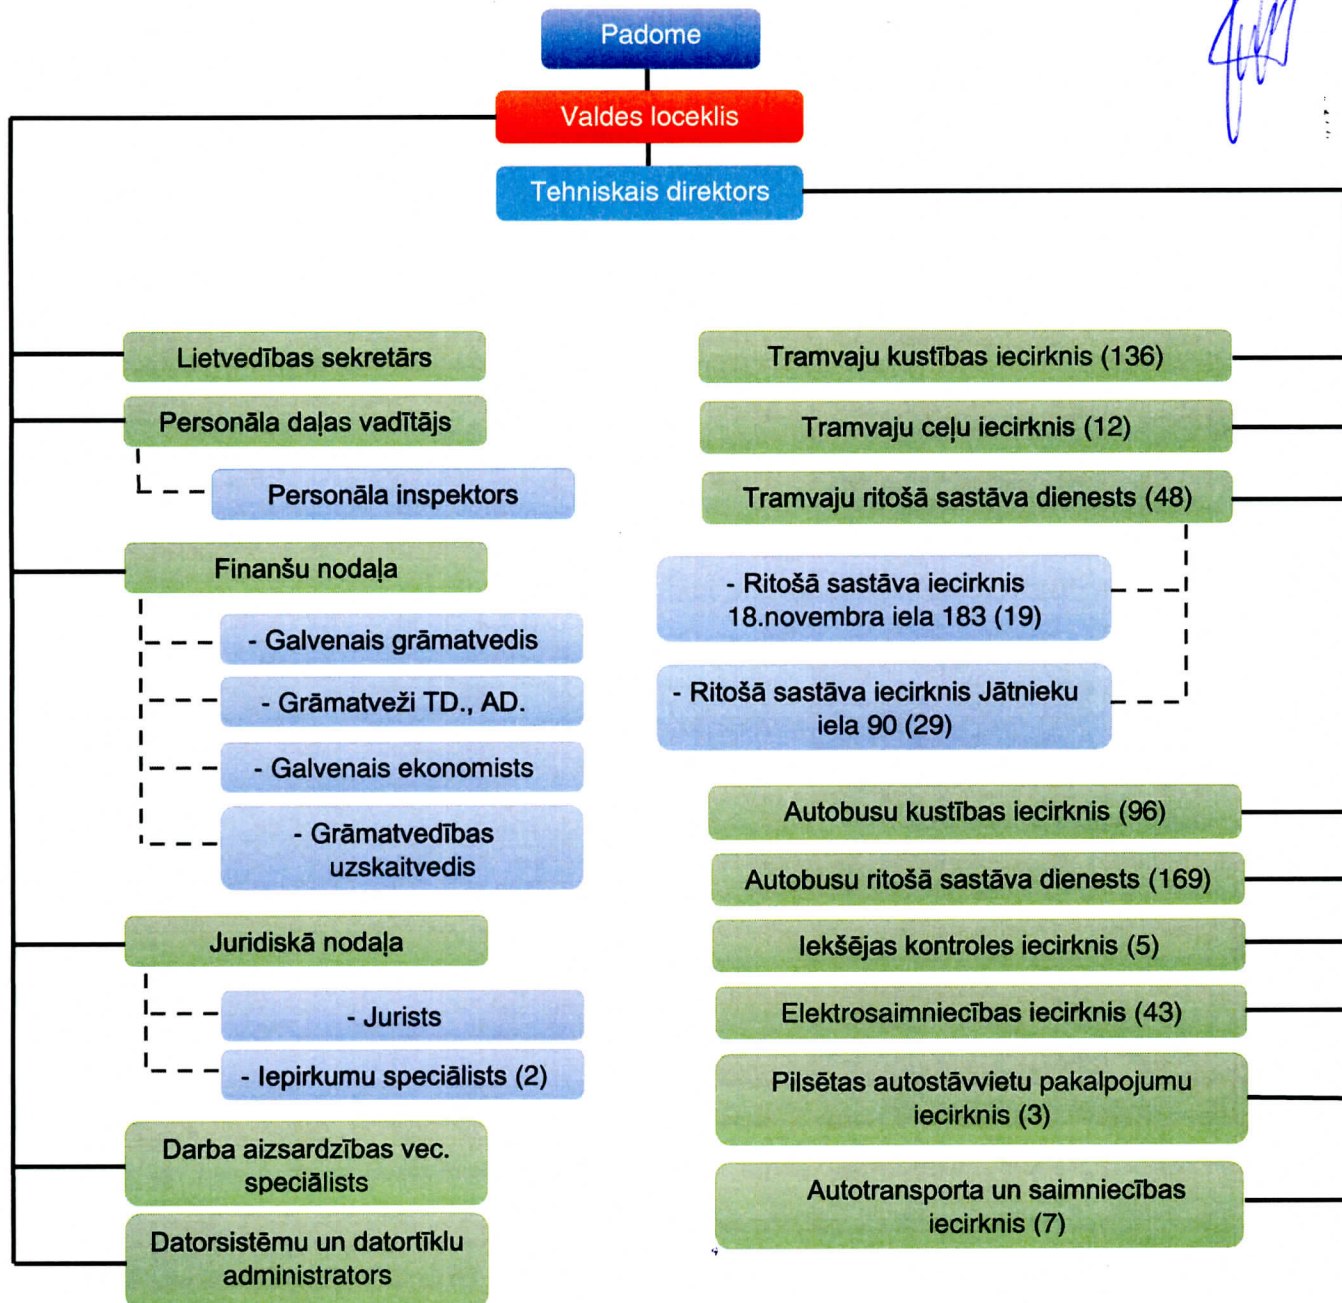 Padome
Valdes loceklis
Tehniskais direktors
Lietvedības sekretārs
Personāla daļas vadītājs
Personāla inspektors
Finanšu nodaļa
- Galvenais grāmatvedis
- Grāmatveži TD., AD.
- Galvenais ekonomists
- Grāmatvedības
uzskaitvedis
Juridiskā nodaļa
- Jurists
- Iepirkumu speciālists (2)
Darba aizsardzības vec.
speciālists
Datorsistēmu un datortīklu
administrators
Tramvaju kustības iecirknis (136)
Tramvaju ceļu iecirknis (12)
Tramvaju ritošā sastāva dienests (48)
- Ritošā sastāva iecirknis
18.novembra iela 183 (19)
- Ritošā sastāva iecirknis Jātnieku
iela 90 (29)
Autobusu kustības iecirknis (96)
Autobusu ritošā sastāva dienests (169)
Iekšējas kontroles iecirknis (5)
Elektrosaimniecības iecirknis (43)
Pilsētas autostāvvietu pakalpojumu
iecirknis (3)
Autotransporta un saimniecības
iecirknis (7)